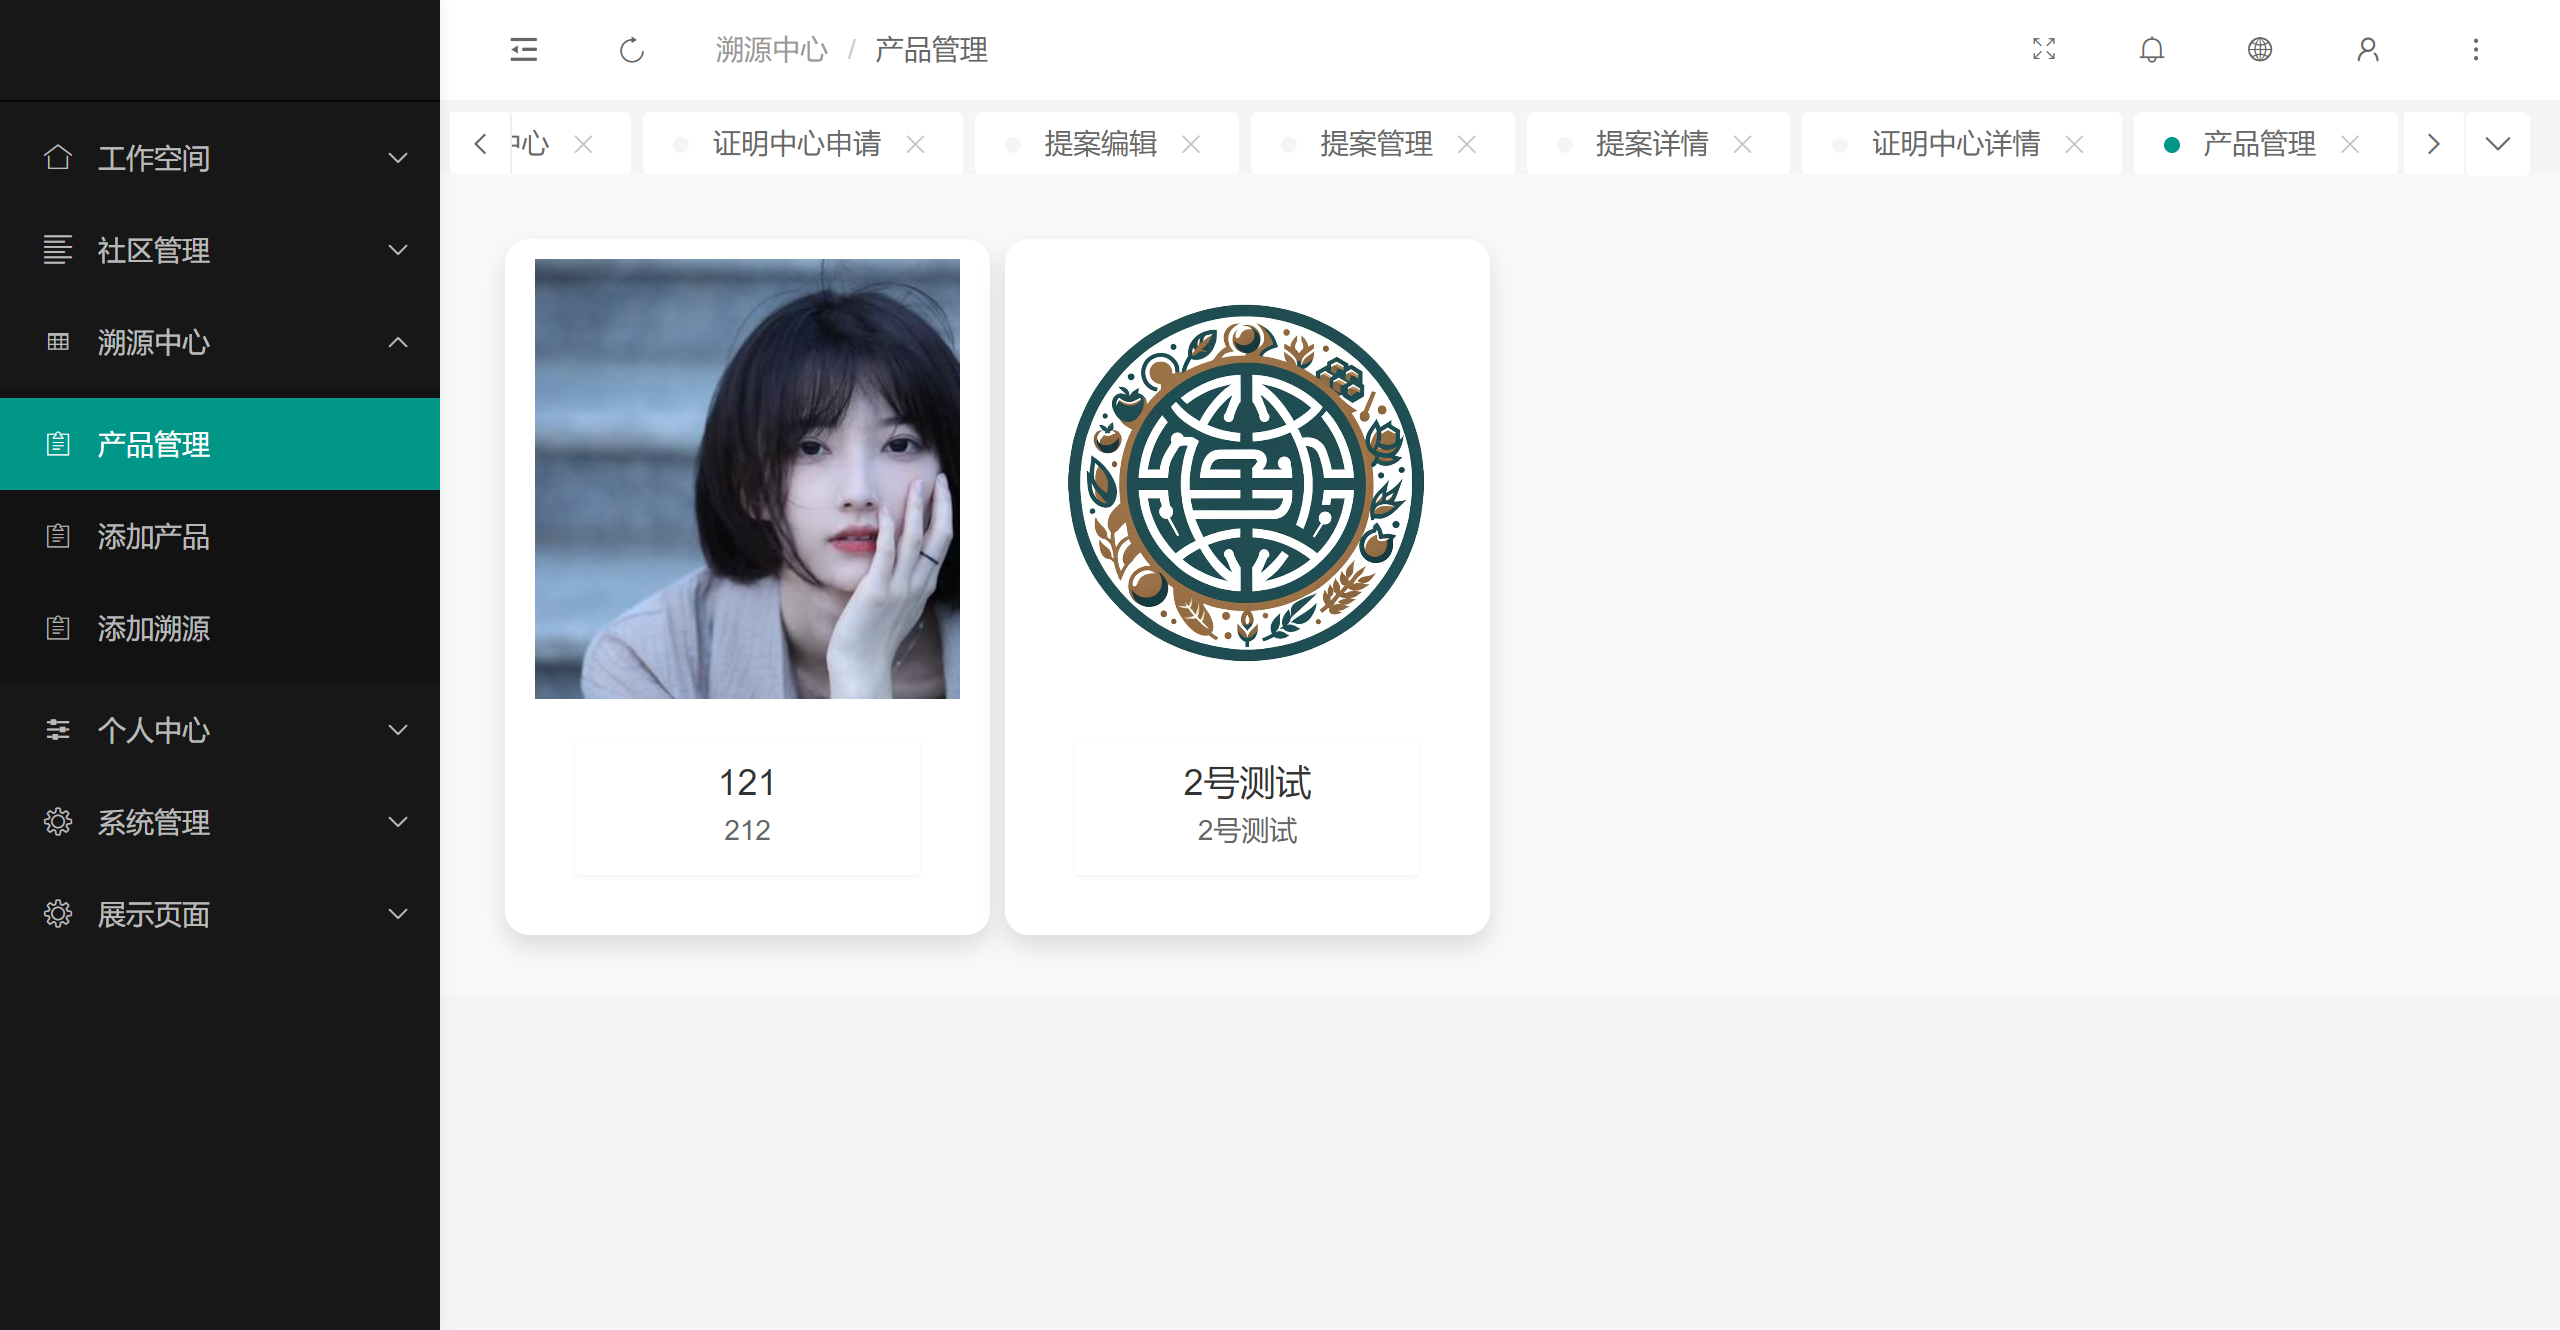 溯源中心 / 产品管理
中心
证明中心申请
提案编辑
提案管理
提案详情
证明中心详情
产品管理
工作空间
社区管理
溯源中心
产品管理
添加产品
添加溯源
个人中心
系统管理
展示页面
121
212
2号测试
2号测试